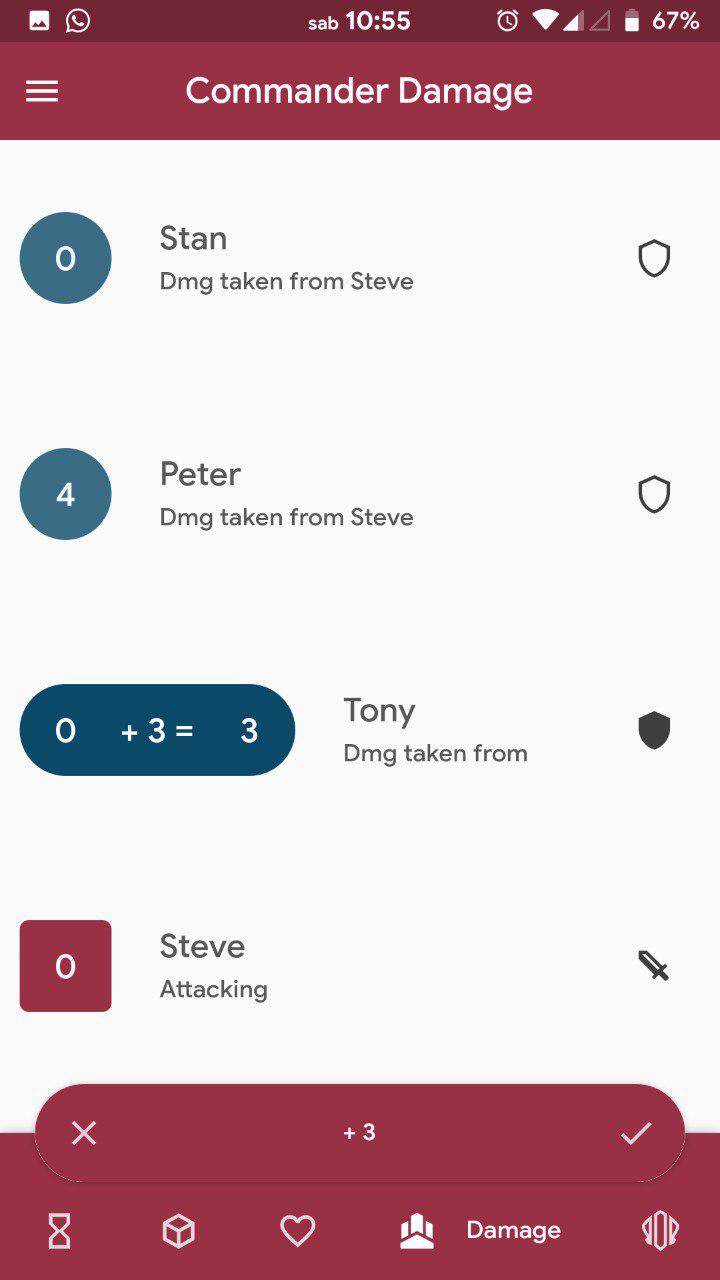 sab 10:55 67%
Commander Damage
0 Stan
Dmg taken from Steve
4 Peter
Dmg taken from Steve
0 + 3 = 3 Tony
Dmg taken from
0 Steve
Attacking
+ 3
Damage